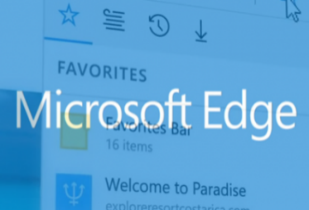 FAVORITES
Microsoft Edge
Favorites Bar
16 items
Welcome to Paradise
exploreresortcostarica.com